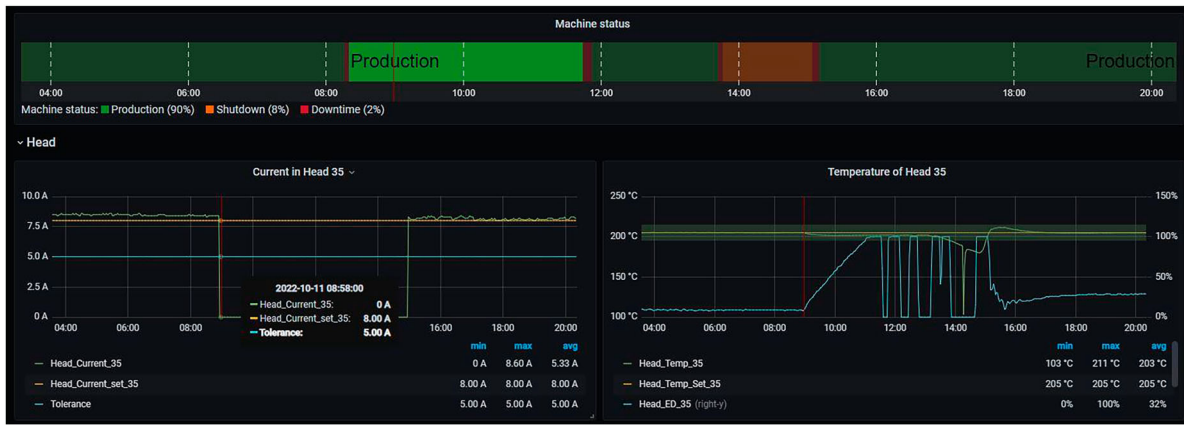 Machine status
Production Production
04:00 06:00 08:00 10:00 12:00 14:00 16:00 18:00 20:00
Machine status: Production (90%) Shutdown (8%) Downtime (2%)
Head
Current in Head 35
10.0 A
7.5 A
5.0 A
2.5 A
0 A
04:00 06:00 08:00 16:00 18:00 20:00
2022-10-11 08:58:00
Head_Current_35: 0 A
Head_Current_set_35: 8.00 A
Tolerance: 5.00 A
min max avg
Head_Current_35 0 A 8.60 A 5.33 A
Head_Current_set_35 8.00 A 8.00 A 8.00 A
Tolerance 5.00 A 5.00 A 5.00 A
Temperature of Head 35
250 °C 150%
200 °C 100%
150 °C 50%
100 °C 0%
04:00 06:00 08:00 10:00 12:00 14:00 16:00 18:00 20:00
min max avg
Head_Temp_35 103 °C 211 °C 203 °C
Head_Temp_Set_35 205 °C 205 °C 205 °C
Head_ED_35 (right-y) 0% 100% 32%